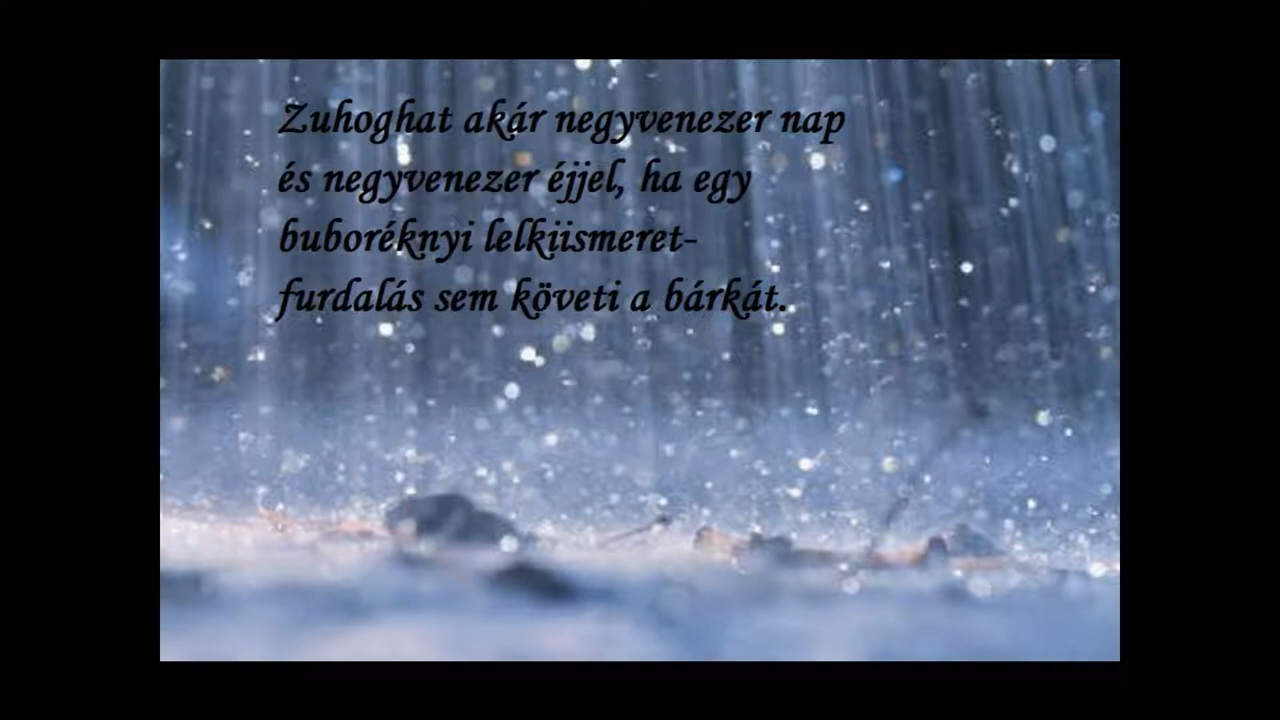 Zuhoghat akár negyvenezer nap
és negyvenezer éjjel, ha egy
buboréknyi lelkiismeret-
furdalás sem követi a bárkát.